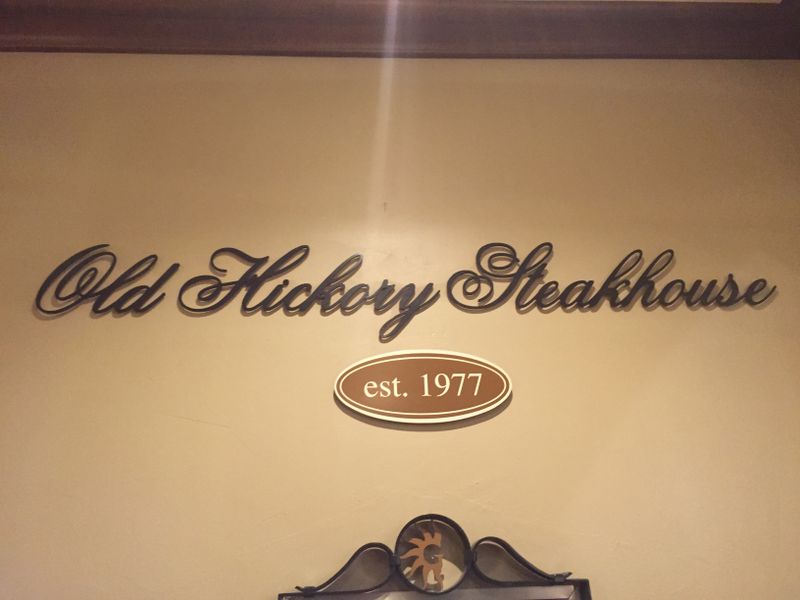 Old Hickory Steakhouse
est. 1977
G